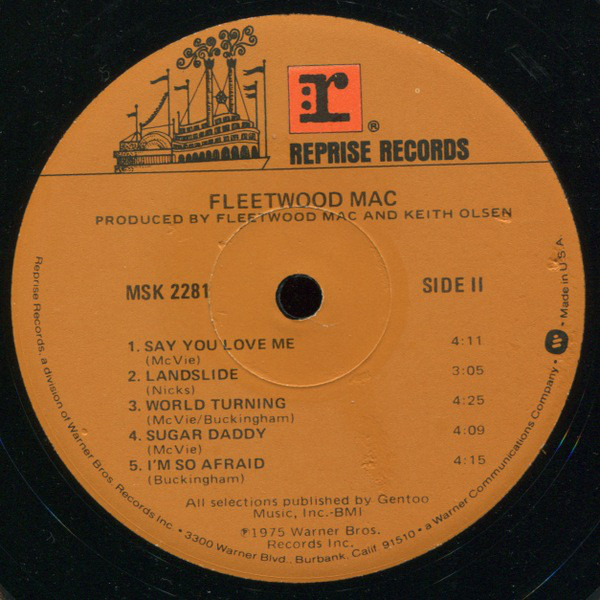 r ®
REPRISE RECORDS
FLEETWOOD MAC
PRODUCED BY FLEETWOOD MAC AND KEITH OLSEN
MSK 2281
SIDE II
1. SAY YOU LOVE ME 4:11
(McVie)
2. LANDSLIDE 3:05
(Nicks)
3. WORLD TURNING 4:25
(McVie/Buckingham)
4. SUGAR DADDY 4:09
(McVie)
5. I'M SO AFRAID 4:15
(Buckingham)
All selections published by Gentoo
Music, Inc.-BMI
℗1975 Warner Bros.
Records Inc.
Reprise Records, a division of Warner Bros. Records Inc. • 3300 Warner Blvd., Burbank, Calif. 91510 • a Warner Communications Company • W • Made in U.S.A.